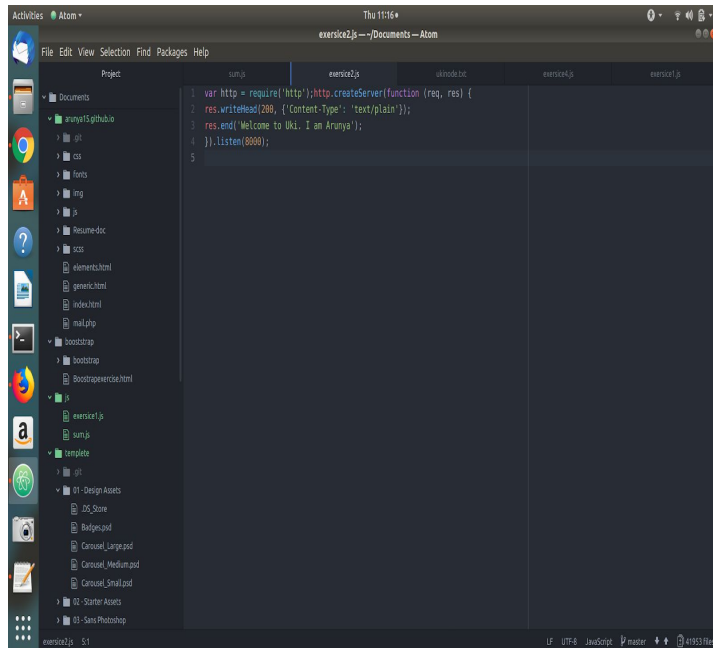 Activities Atom Thu 11:16
exersice2.js — ~/Documents — Atom
File Edit View Selection Find Packages Help
Project sum.js exersice2.js ukinode.txt exersice4.js exersice1.js
Documents
arunya15.github.io
.git
css
fonts
img
js
Resume-doc
scss
elements.html
generic.html
index.html
mail.php
booststrap
bootstrap
Boostrapexercise.html
js
exersice1.js
sum.js
templete
.git
01 - Design Assets
.DS_Store
Badges.psd
Carousel_Large.psd
Carousel_Medium.psd
Carousel_Small.psd
02 - Starter Assets
03 - Sans Photoshop
1 var http = require('http');http.createServer(function (req, res) {
2 res.writeHead(200, {'Content-Type': 'text/plain'});
3 res.end('Welcome to Uki. I am Arunya');
4 }).listen(8000);
5
exersice2.js 5:1 LF UTF-8 JavaScript master 41953 files